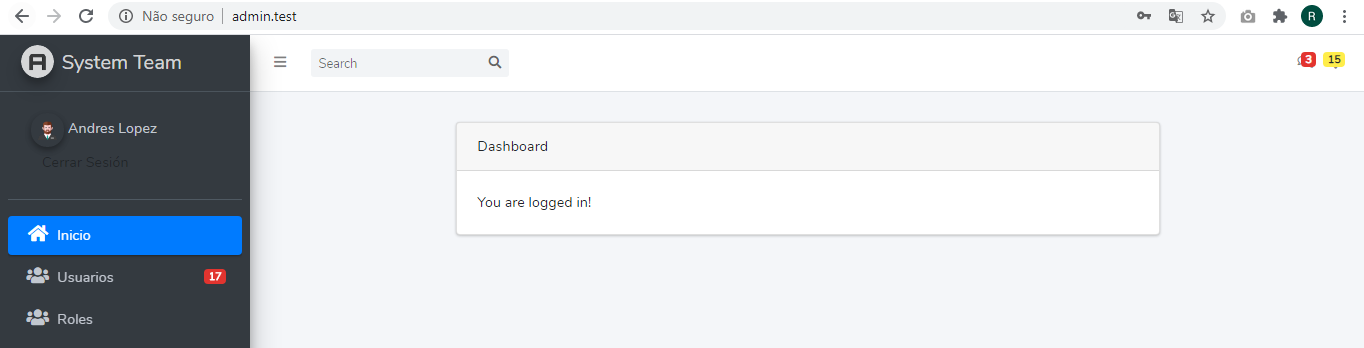 Não seguro | admin.test
R
System Team
Search
3
15
Andres Lopez
Cerrar Sesión
Dashboard
You are logged in!
Inicio
Usuarios 17
Roles